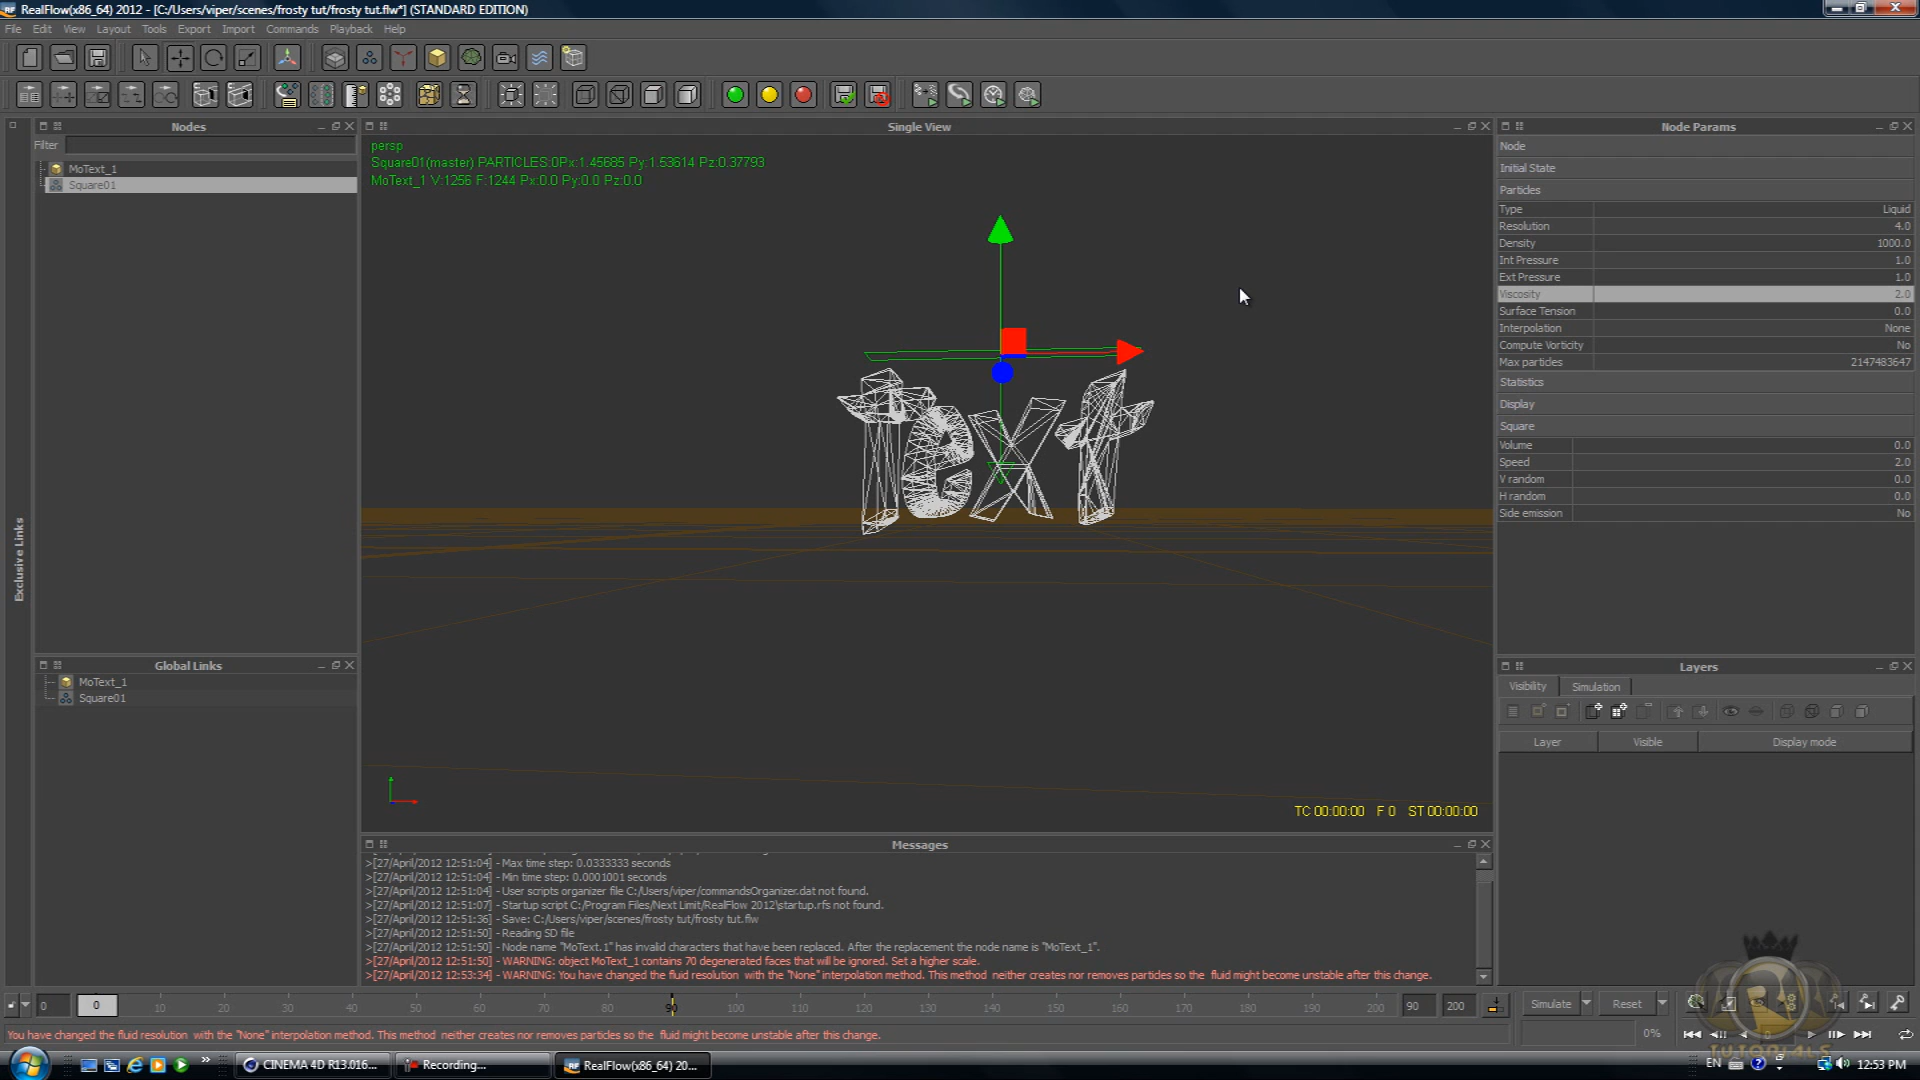 RealFlow(x86_64) 2012 - [C:/Users/viper/scenes/frosty tut/frosty tut.flw*] (STANDARD EDITION)
File Edit View Layout Tools Export Import Commands Playback Help
Nodes
Filter
MoText_1
Square01
Exclusive Links
Global Links
MoText_1
Square01
Single View
persp
Square01(master) PARTICLES:0Px:1.45685 Py:1.53614 Pz:0.37793
MoText_1 V:1256 F:1244 Px:0.0 Py:0.0 Pz:0.0
text
TC 00:00:00 F 0 ST 00:00:00
Messages
>[27/April/2012 12:51:04] - Max time step: 0.0333333 seconds
>[27/April/2012 12:51:04] - Min time step: 0.0001001 seconds
>[27/April/2012 12:51:04] - User scripts organizer file C:/Users/viper/commandsOrganizer.dat not found.
>[27/April/2012 12:51:07] - Startup script C:/Program Files/Next Limit/RealFlow 2012\startup.rfs not found.
>[27/April/2012 12:51:36] - Save: C:/Users/viper/scenes/frosty tut/frosty tut.flw
>[27/April/2012 12:51:50] - Reading SD file
>[27/April/2012 12:51:50] - Node name "MoText.1" has invalid characters that have been replaced. After the replacement the node name is "MoText_1".
>[27/April/2012 12:51:50] - WARNING: object MoText_1 contains 70 degenerated faces that will be ignored. Set a higher scale.
>[27/April/2012 12:53:34] - WARNING: You have changed the fluid resolution with the "None" interpolation method. This method neither creates nor removes particles so the fluid might become unstable after this change.
Node Params
Node
Initial State
Particles
Type Liquid
Resolution 4.0
Density 1000.0
Int Pressure 1.0
Ext Pressure 1.0
Viscosity 2.0
Surface Tension 0.0
Interpolation None
Compute Vorticity No
Max particles 2147483647
Statistics
Display
Square
Volume 0.0
Speed 2.0
V random 0.0
H random 0.0
Side emission No
Layers
Visibility Simulation
Layer Visible Display mode
0 0 10 20 30 40 50 60 70 80 90 100 110 120 130 140 150 160 170 180 190 200 90 200
Simulate Reset
0%
You have changed the fluid resolution with the "None" interpolation method. This method neither creates nor removes particles so the fluid might become unstable after this change.
TUTORIALS
CINEMA 4D R13.016... Recording... RealFlow(x86_64) 20...
EN 12:53 PM